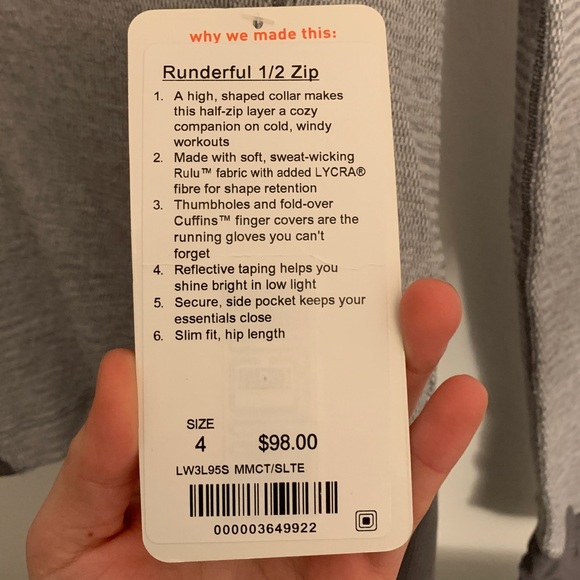 why we made this:
Runderful 1/2 Zip
1. A high, shaped collar makes
this half-zip layer a cozy
companion on cold, windy
workouts
2. Made with soft, sweat-wicking
Rulu™ fabric with added LYCRA®
fibre for shape retention
3. Thumbholes and fold-over
Cuffins™ finger covers are the
running gloves you can't
forget
4. Reflective taping helps you
shine bright in low light
5. Secure, side pocket keeps your
essentials close
6. Slim fit, hip length
SIZE
4 $98.00
LW3L95S MMCT/SLTE
000003649922